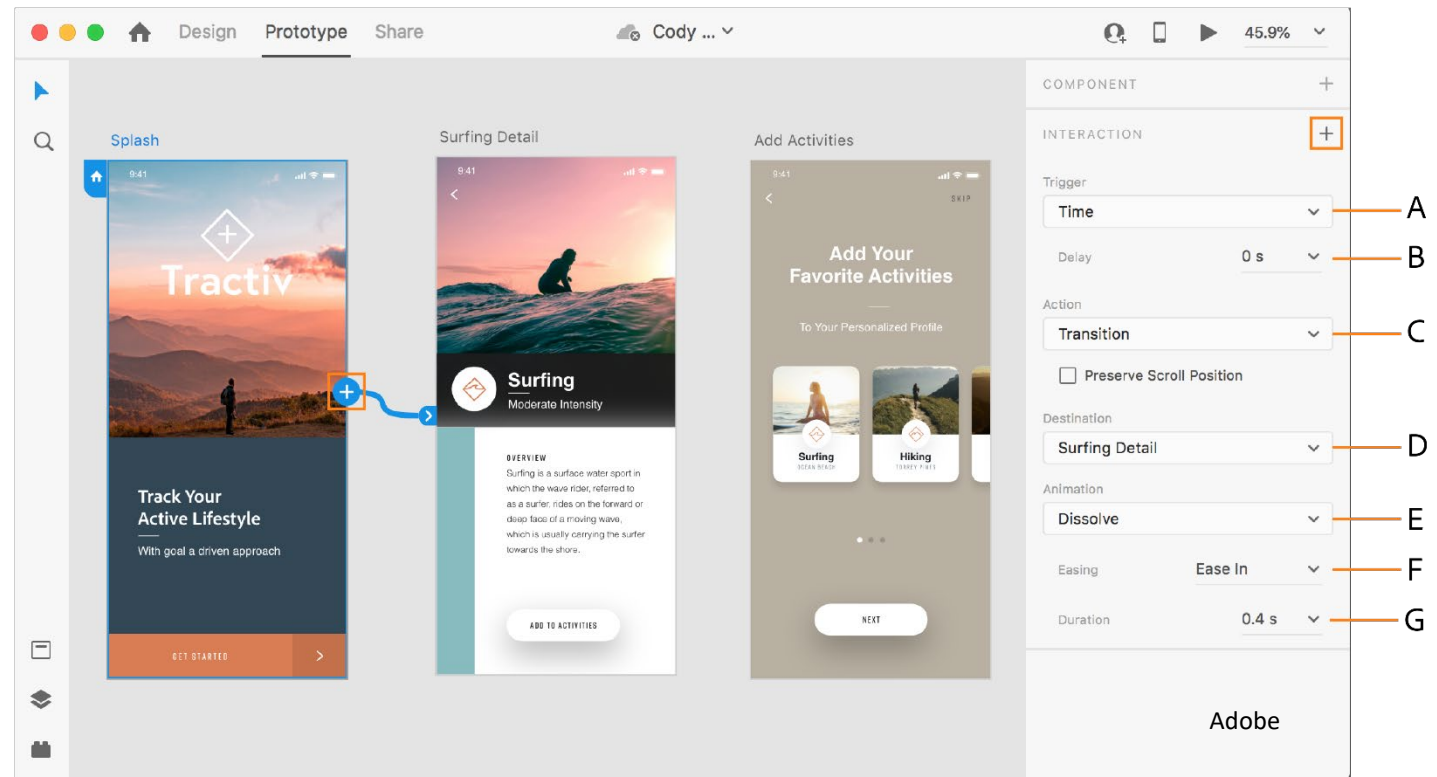 Design Prototype Share Cody ... 45.9%
COMPONENT
INTERACTION
Splash
Surfing Detail
Add Activities
9:41
Tractiv
Track Your
Active Lifestyle
With goal a driven approach
GET STARTED
9:41
Surfing
Moderate Intensity
OVERVIEW
Surfing is a surface water sport in
which the wave rider, referred to
as a surfer, rides on the forward or
deep face of a moving wave,
which is usually carrying the surfer
towards the shore.
ADD TO ACTIVITIES
9:41
SKIP
Add Your
Favorite Activities
To Your Personalized Profile
Surfing
OCEAN BEACH
Hiking
TORREY PINES
NEXT
Trigger
Time A
Delay 0 s B
Action
Transition C
Preserve Scroll Position
Destination
Surfing Detail D
Animation
Dissolve E
Easing Ease In F
Duration 0.4 s G
Adobe